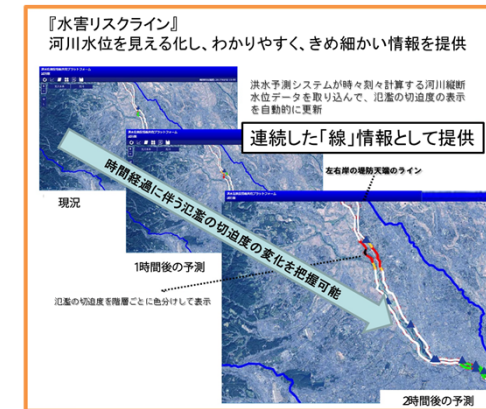 『水害リスクライン』
河川水位を見える化し、わかりやすく、きめ細かい情報を提供
洪水予測システムが時々刻々計算する河川縦断
水位データを取り込んで、氾濫の切迫度の表示
を自動的に更新
連続した「線」情報として提供
左右岸の堤防天端のライン
現況
時間経過に伴う氾濫の切迫度の変化を把握可能
1時間後の予測
氾濫の切迫度を階層ごとに色分けして表示
2時間後の予測